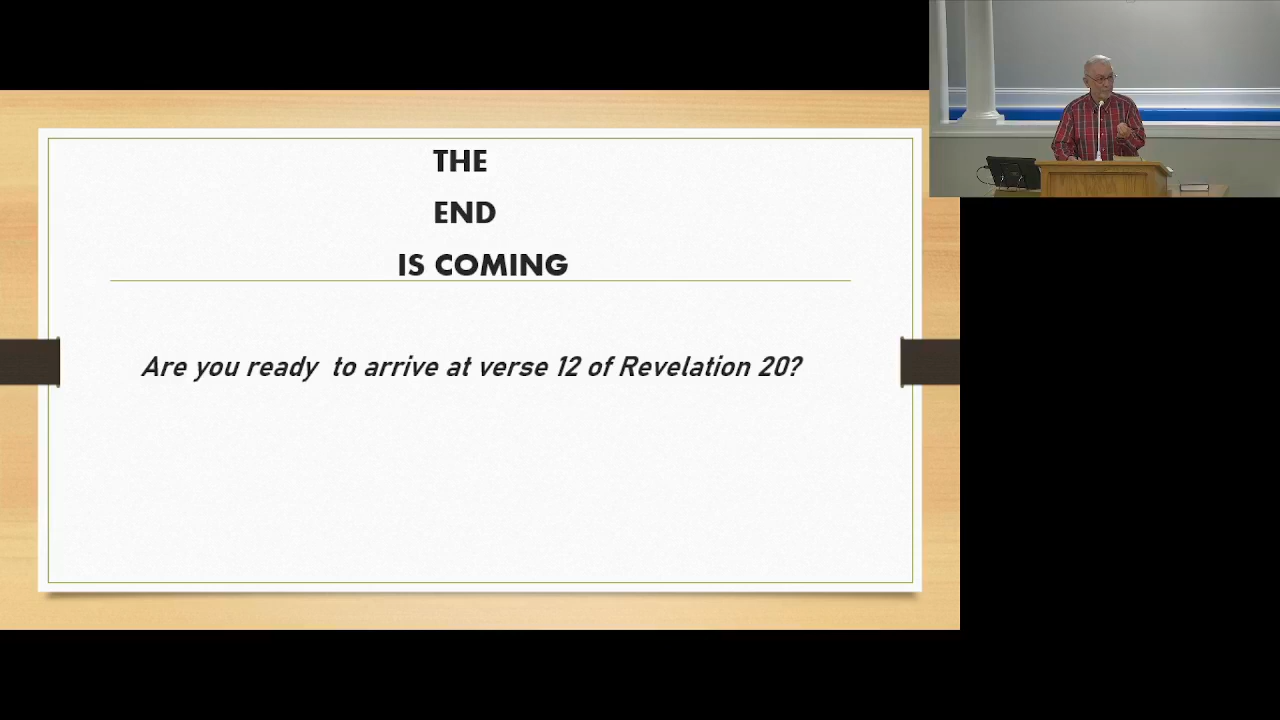 THE
END
IS COMING
Are you ready  to arrive at verse 12 of Revelation 20?